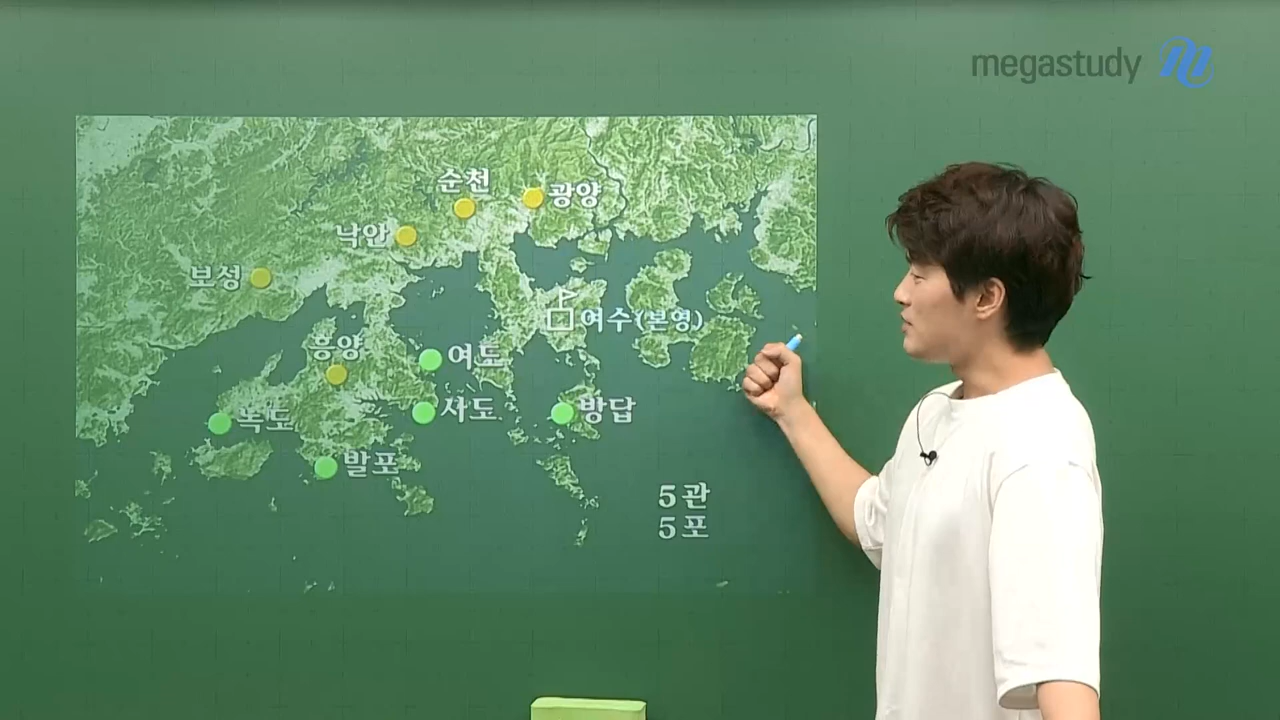 megastudy
순천
광양
낙안
보성
여수(본영)
흥양
여도
녹도
사도
방답
발포
5관
5포